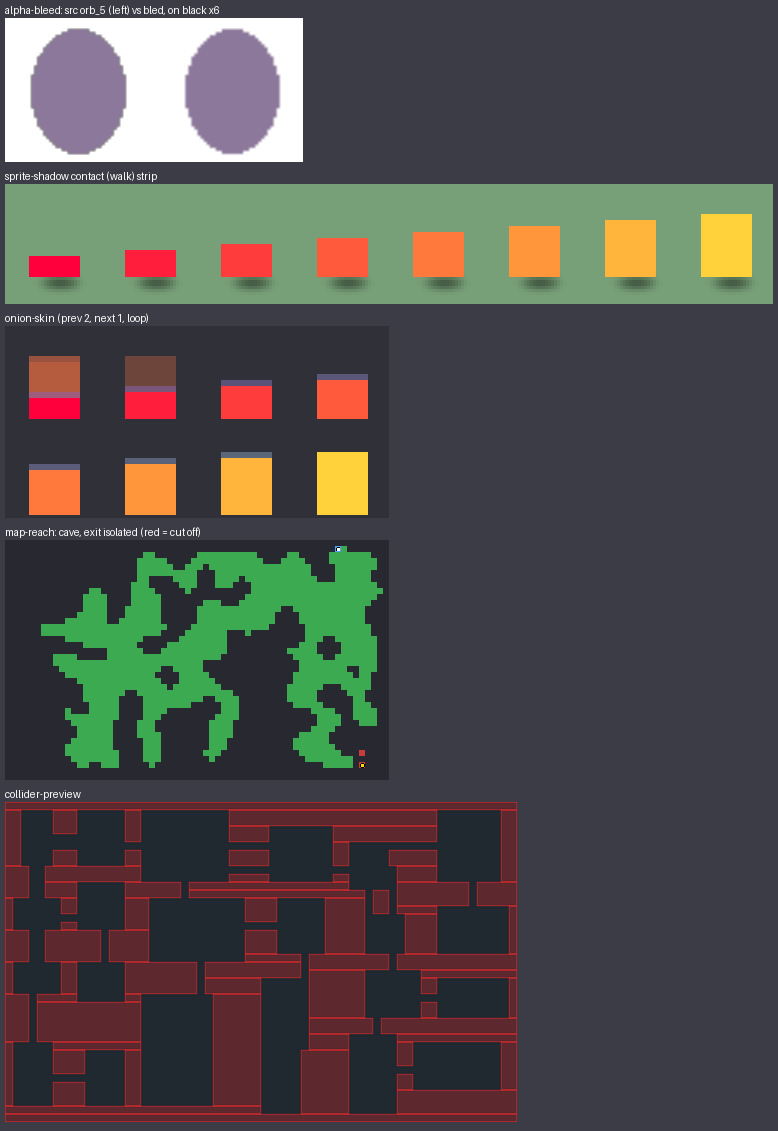 alpha-bleed: src orb_5 (left) vs bled, on black x6
sprite-shadow contact (walk) strip
onion-skin (prev 2, next 1, loop)
map-reach: cave, exit isolated (red = cut off)
collider-preview